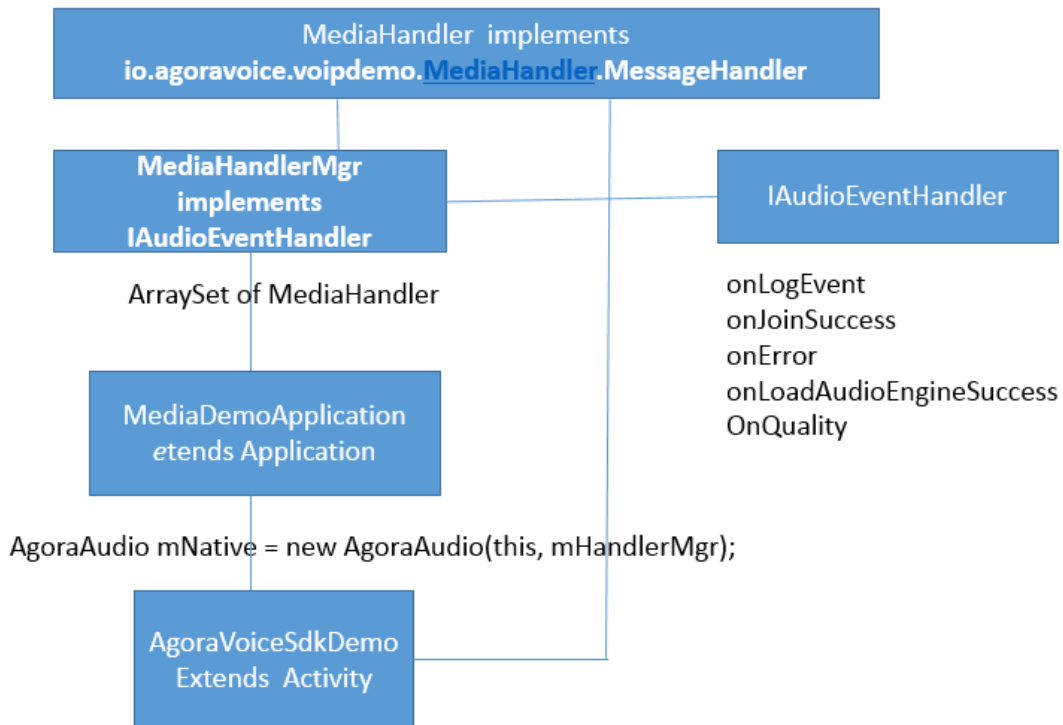 MediaHandler implements
io.agoravoice.voipdemo.MediaHandler.MessageHandler
MediaHandlerMgr
implements
IAudioEventHandler
IAudioEventHandler
ArraySet of MediaHandler
onLogEvent
onJoinSuccess
onError
onLoadAudioEngineSuccess
OnQuality
MediaDemoApplication
etends Application
AgoraAudio mNative = new AgoraAudio(this, mHandlerMgr);
AgoraVoiceSdkDemo
Extends Activity